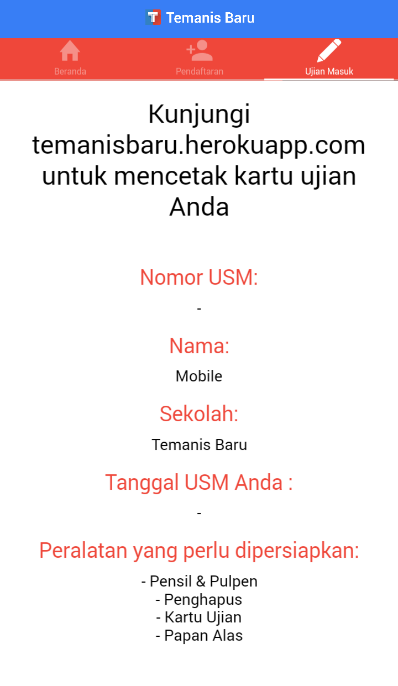 Temanis Baru
Beranda
Pendaftaran
Ujian Masuk
Kunjungi
temanisbaru.herokuapp.com
untuk mencetak kartu ujian
Anda
Nomor USM:
-
Nama:
Mobile
Sekolah:
Temanis Baru
Tanggal USM Anda :
-
Peralatan yang perlu dipersiapkan:
- Pensil & Pulpen
- Penghapus
- Kartu Ujian
- Papan Alas